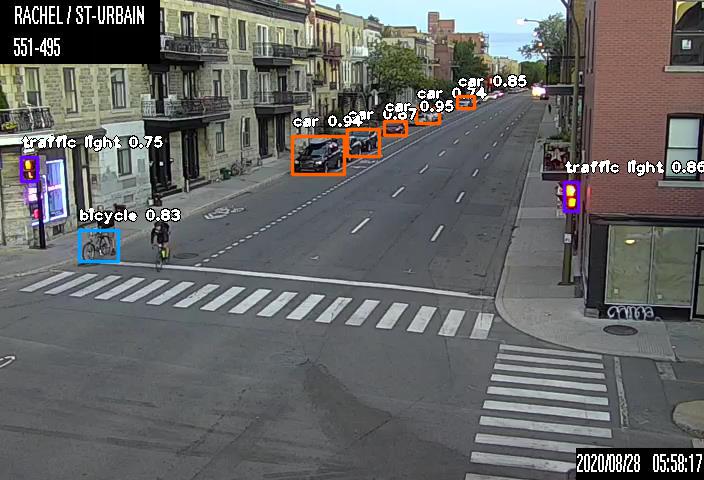 RACHEL / ST-URBAIN
551-495
car 0.85
car 0.74
car 0.95
car 0.87
car 0.94
traffic light 0.75
traffic light 0.86
bicycle 0.83
2020/08/28 05:58:17